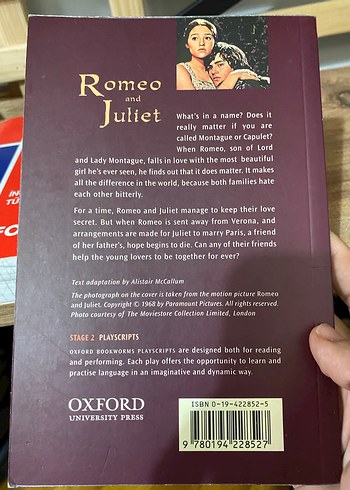 Romeo
and
Juliet
What's in a name? Does it
really matter if you are
called Montague or Capulet?
When Romeo, son of Lord
and Lady Montague, falls in love with the most beautiful
girl he's ever seen, he finds out that it does matter. It makes
all the difference in the world, because both families hate
each other bitterly.
For a time, Romeo and Juliet manage to keep their love
secret. But when Romeo is sent away from Verona, and
arrangements are made for Juliet to marry Paris, a friend
of her father's, hope begins to die. Can any of their friends
help the young lovers to be together for ever?
Text adaptation by Alistair McCallum
The photograph on the cover is taken from the motion picture Romeo
and Juliet. Copyright © 1968 by Paramount Pictures. All rights reserved.
Photo courtesy of The Moviestore Collection Limited, London
STAGE 2 PLAYSCRIPTS
OXFORD BOOKWORMS PLAYSCRIPTS are designed both for reading
and performing. Each play offers the opportunity to learn and
practise language in an imaginative and dynamic way.
OXFORD
UNIVERSITY PRESS
ISBN 0-19-422852-5
9 780194 228527